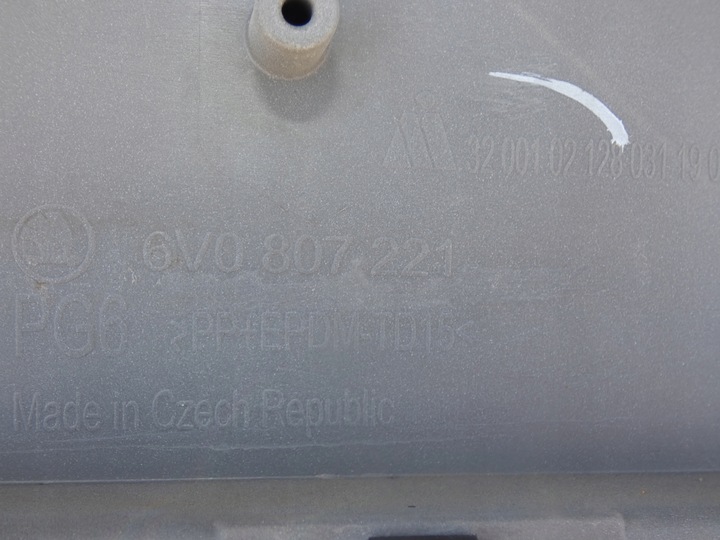 32 001 02 128 031 19 0
6V0 807 221
PG6 >PP+EPDM-TD15<
Made in Czech Republic